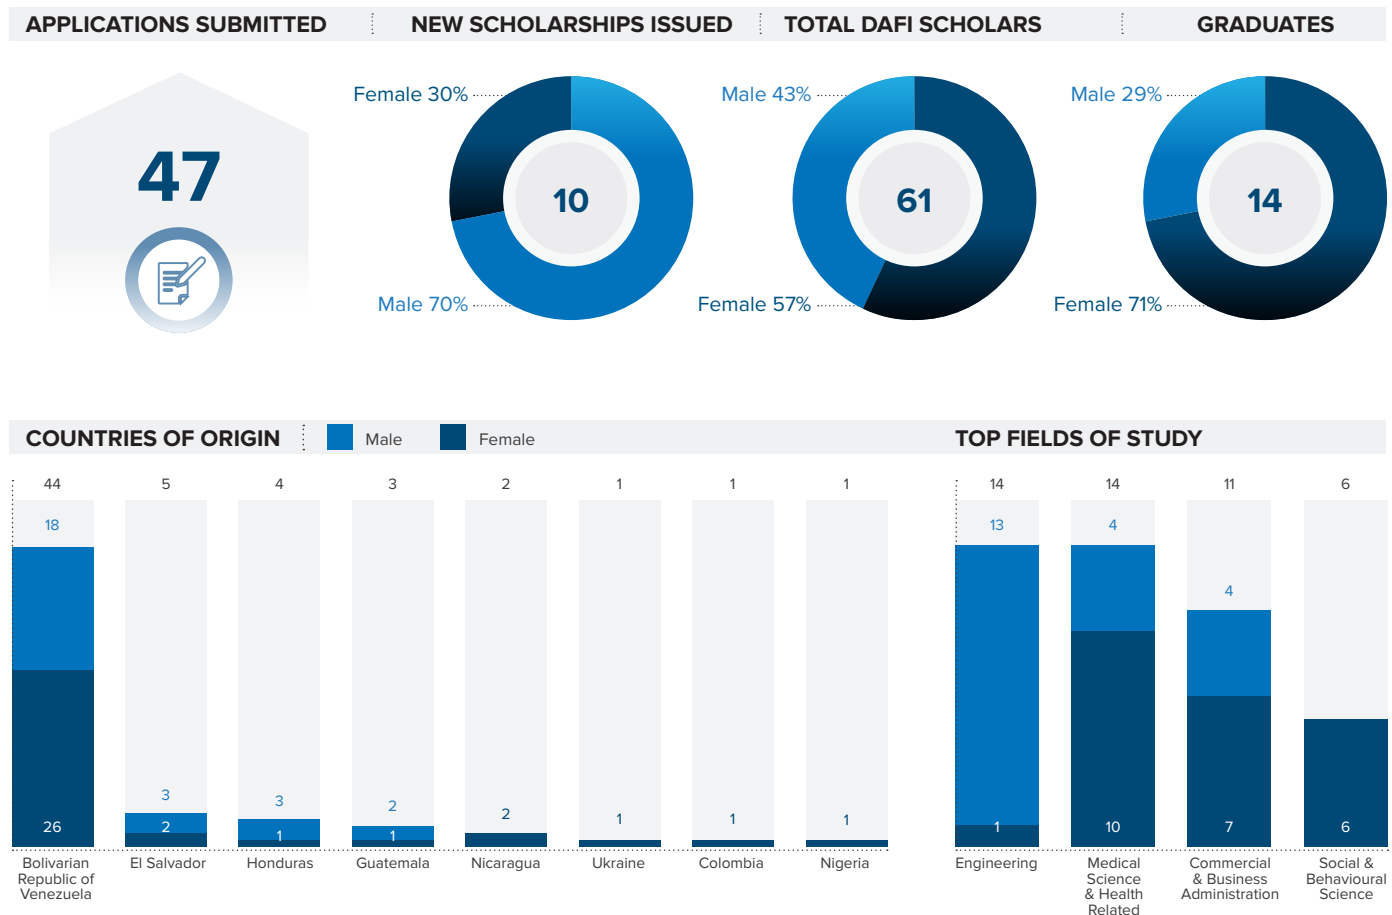 APPLICATIONS SUBMITTED
NEW SCHOLARSHIPS ISSUED
TOTAL DAFI SCHOLARS
GRADUATES
47
Female 30%
10
Male 70%
Male 43%
61
Female 57%
Male 29%
14
Female 71%
COUNTRIES OF ORIGIN
Male
Female
44
5
4
3
2
1
1
1
18
3
3
2
2
1
1
1
26
2
1
1
Bolivarian
Republic of
Venezuela
El Salvador
Honduras
Guatemala
Nicaragua
Ukraine
Colombia
Nigeria
TOP FIELDS OF STUDY
14
14
11
6
13
4
4
1
10
7
6
Engineering
Medical
Science
& Health
Related
Commercial
& Business
Administration
Social &
Behavioural
Science